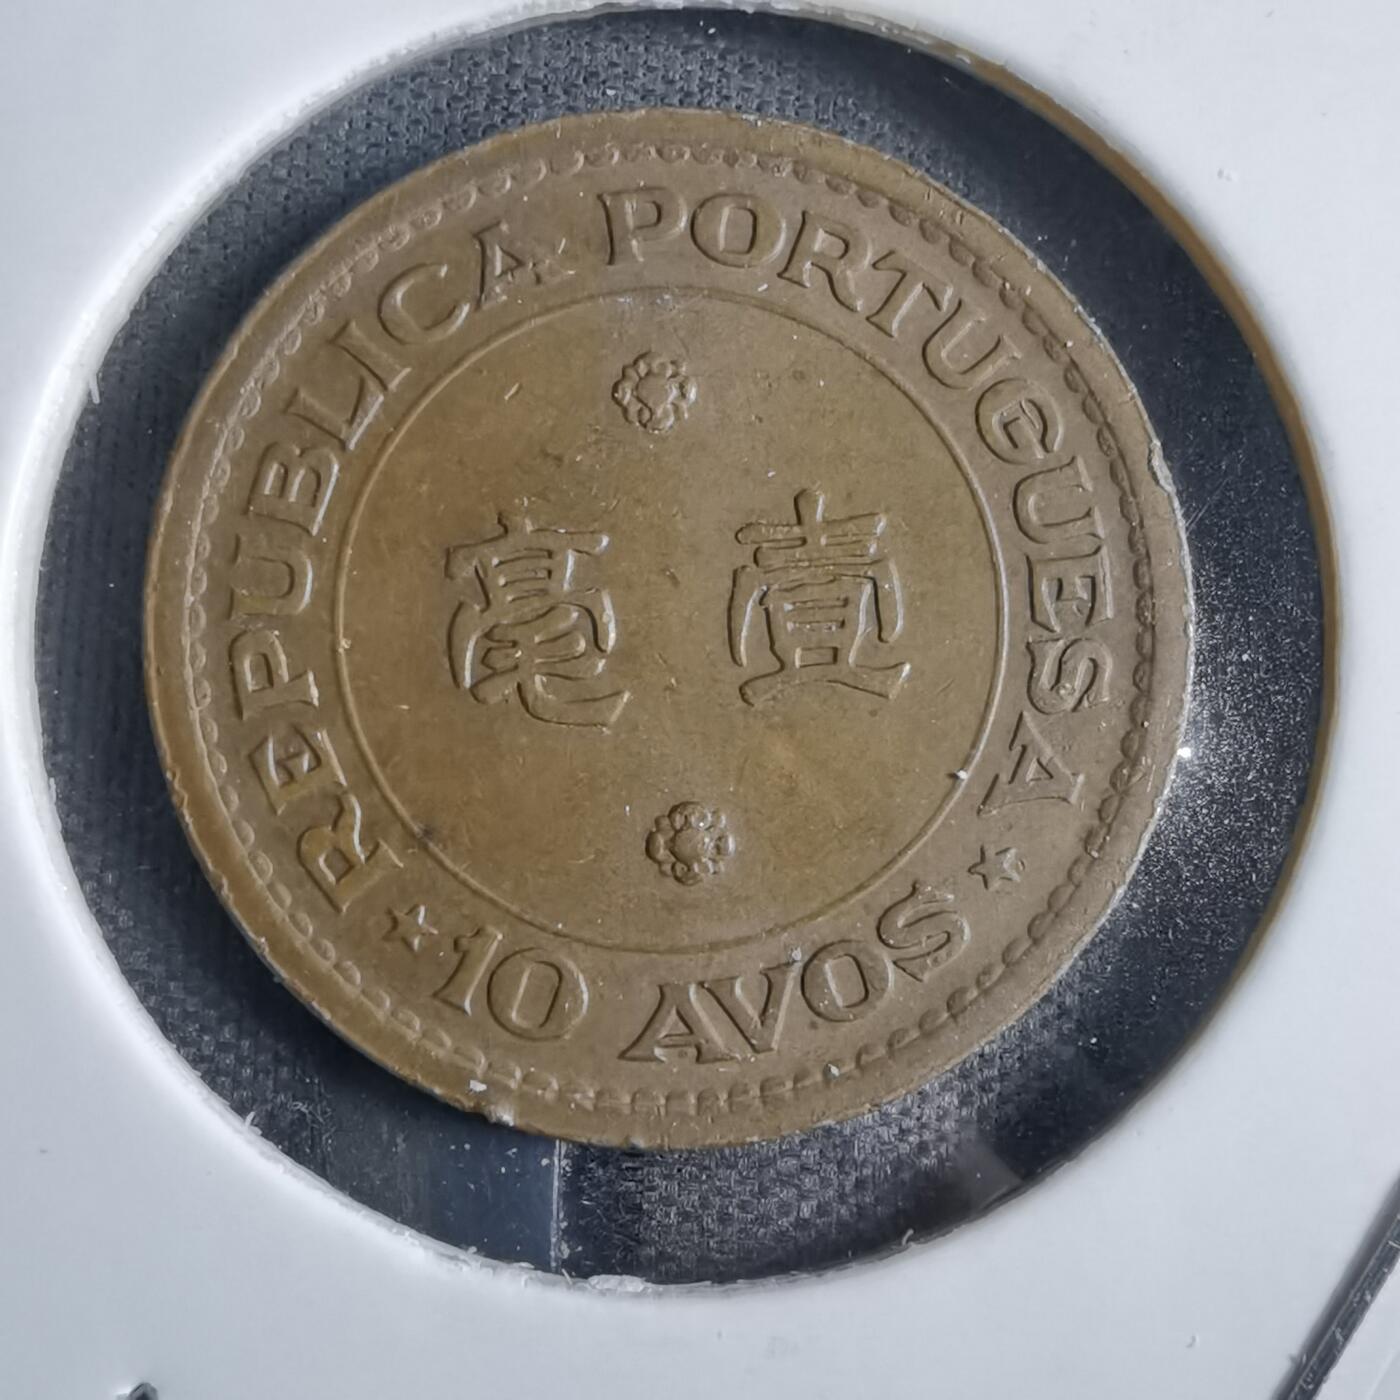 REPUBLICA PORTUGUESA
毫壹
★ 10 AVOS ★